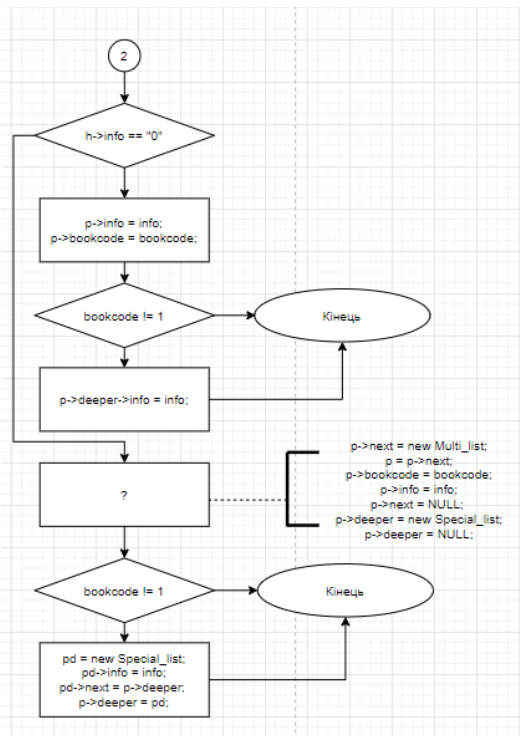 2
h->info == "0"
p->info = info;
p->bookcode = bookcode;
bookcode != 1
Кінець
p->deeper->info = info;
?
p->next = new Multi_list;
p = p->next;
p->bookcode = bookcode;
p->info = info;
p->next = NULL;
p->deeper = new Special_list;
p->deeper = NULL;
bookcode != 1
Кінець
pd = new Special_list;
pd->info = info;
pd->next = p->deeper;
p->deeper = pd;